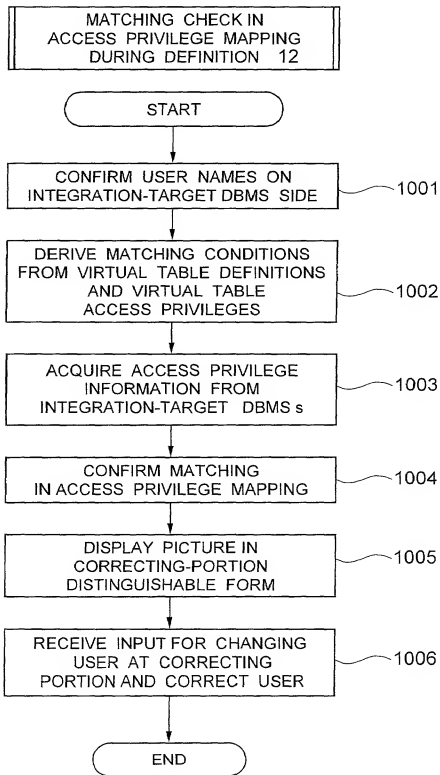 MATCHING CHECK IN
ACCESS PRIVILEGE MAPPING
DURING DEFINITION 12
START
CONFIRM USER NAMES ON
INTEGRATION-TARGET DBMS SIDE
1001
DERIVE MATCHING CONDITIONS
FROM VIRTUAL TABLE DEFINITIONS
AND VIRTUAL TABLE
ACCESS PRIVILEGES
1002
ACQUIRE ACCESS PRIVILEGE
INFORMATION FROM
INTEGRATION-TARGET DBMS s
1003
CONFIRM MATCHING
IN ACCESS PRIVILEGE MAPPING
1004
DISPLAY PICTURE IN
CORRECTING-PORTION
DISTINGUISHABLE FORM
1005
RECEIVE INPUT FOR CHANGING
USER AT CORRECTING
PORTION AND CORRECT USER
1006
END